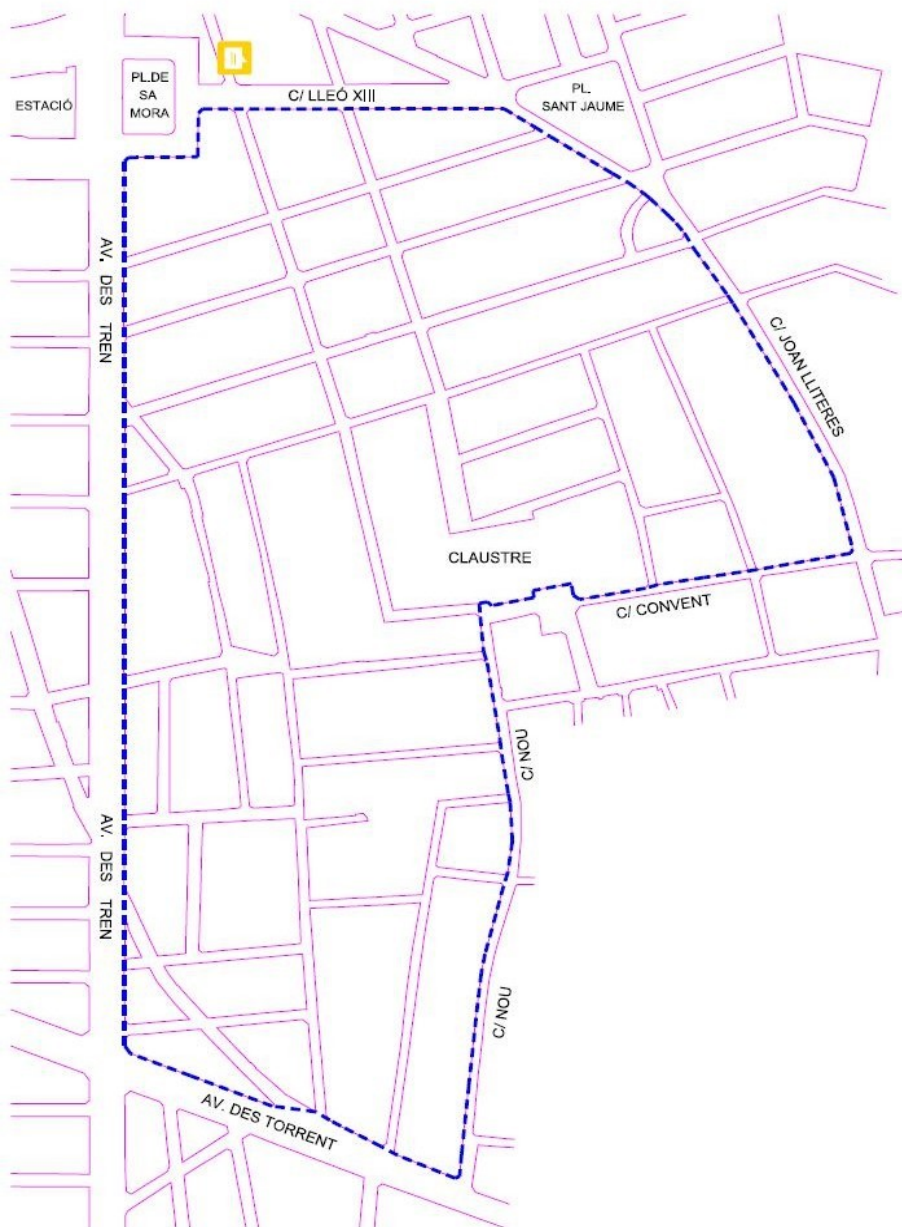 ESTACIÓ
PL.DE
SA
MORA
C/ LLEÓ XIII
PL.
SANT JAUME
AV. DES TREN
C/ JOAN LLITERES
CLAUSTRE
C/ CONVENT
C/ NOU
AV. DES TREN
C/ NOU
AV. DES TORRENT